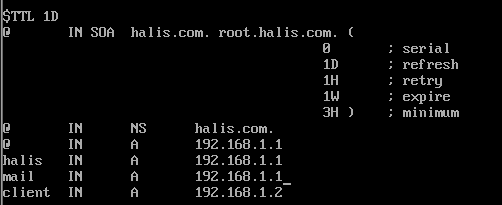 $TTL 1D
@ IN SOA halis.com. root.halis.com. (
0 ; serial
1D ; refresh
1H ; retry
1W ; expire
3H ) ; minimum
@ IN NS halis.com.
@ IN A 192.168.1.1
halis IN A 192.168.1.1
mail IN A 192.168.1.1_
client IN A 192.168.1.2